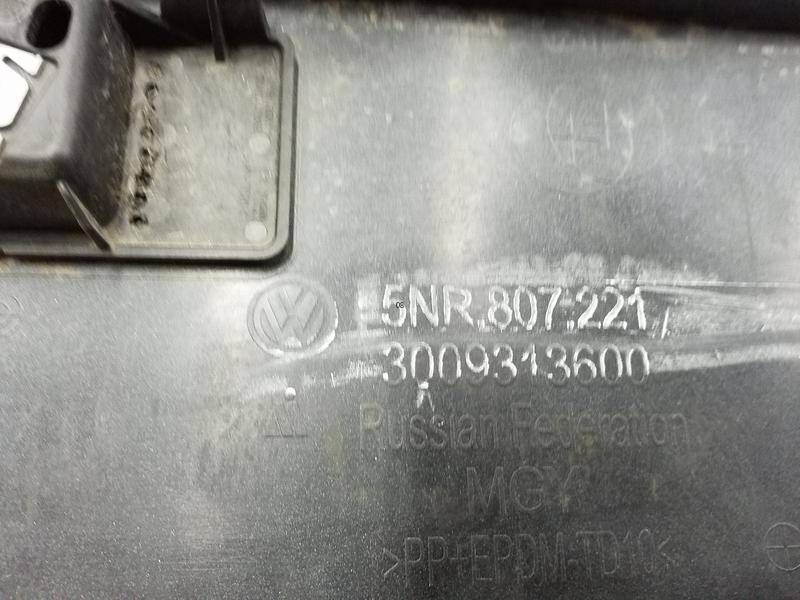 5NR.807.221
3009313600
Russian Federation
MGY
>PP+EPDM-TD10<